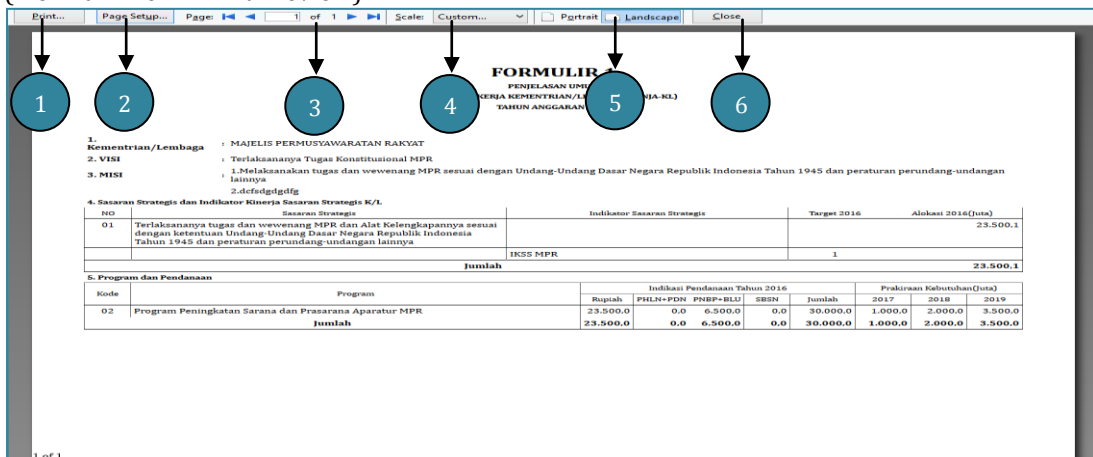 Print... Page Setup... Page: 1 of 1 Scale: Custom... Portrait Landscape Close
1 2 3 4 5 6
FORMULIR 1
PENJELASAN UMU
TAHUN ANGGARAN
1.
Kementrian/Lembaga : MAJELIS PERMUSYAWARATAN RAKYAT
2. VISI : Terlaksananya Tugas Konstitusional MPR
3. MISI : 1.Melaksanakan tugas dan wewenang MPR sesuai dengan Undang-Undang Dasar Negara Republik Indonesia Tahun 1945 dan peraturan perundang-undangan
lainnya
2.dcfsdgdgdfg
4. Sasaran Strategis dan Indikator Kinerja Sasaran Strategis K/L
NO Sasaran Strategis Indikator Sasaran Strategis Target 2016 Alokasi 2016(Juta)
01 Terlaksananya tugas dan wewenang MPR dan Alat Kelengkapannya sesuai 23.500,1
dengan ketentuan Undang-Undang Dasar Negara Republik Indonesia
Tahun 1945 dan peraturan perundang-undangan lainnya
IKSS MPR 1
Jumlah 23.500,1
5. Program dan Pendanaan
Kode Program Indikasi Pendanaan Tahun 2016 Prakiraan Kebutuhan(Juta)
Rupiah PHLN+PDN PNBP+BLU SBSN Jumlah 2017 2018 2019
02 Program Peningkatan Sarana dan Prasarana Aparatur MPR 23.500.0 0.0 6.500.0 0.0 30.000.0 1.000.0 2.000.0 3.500.0
Jumlah 23.500.0 0.0 6.500.0 0.0 30.000.0 1.000.0 2.000.0 3.500.0
1 of 1